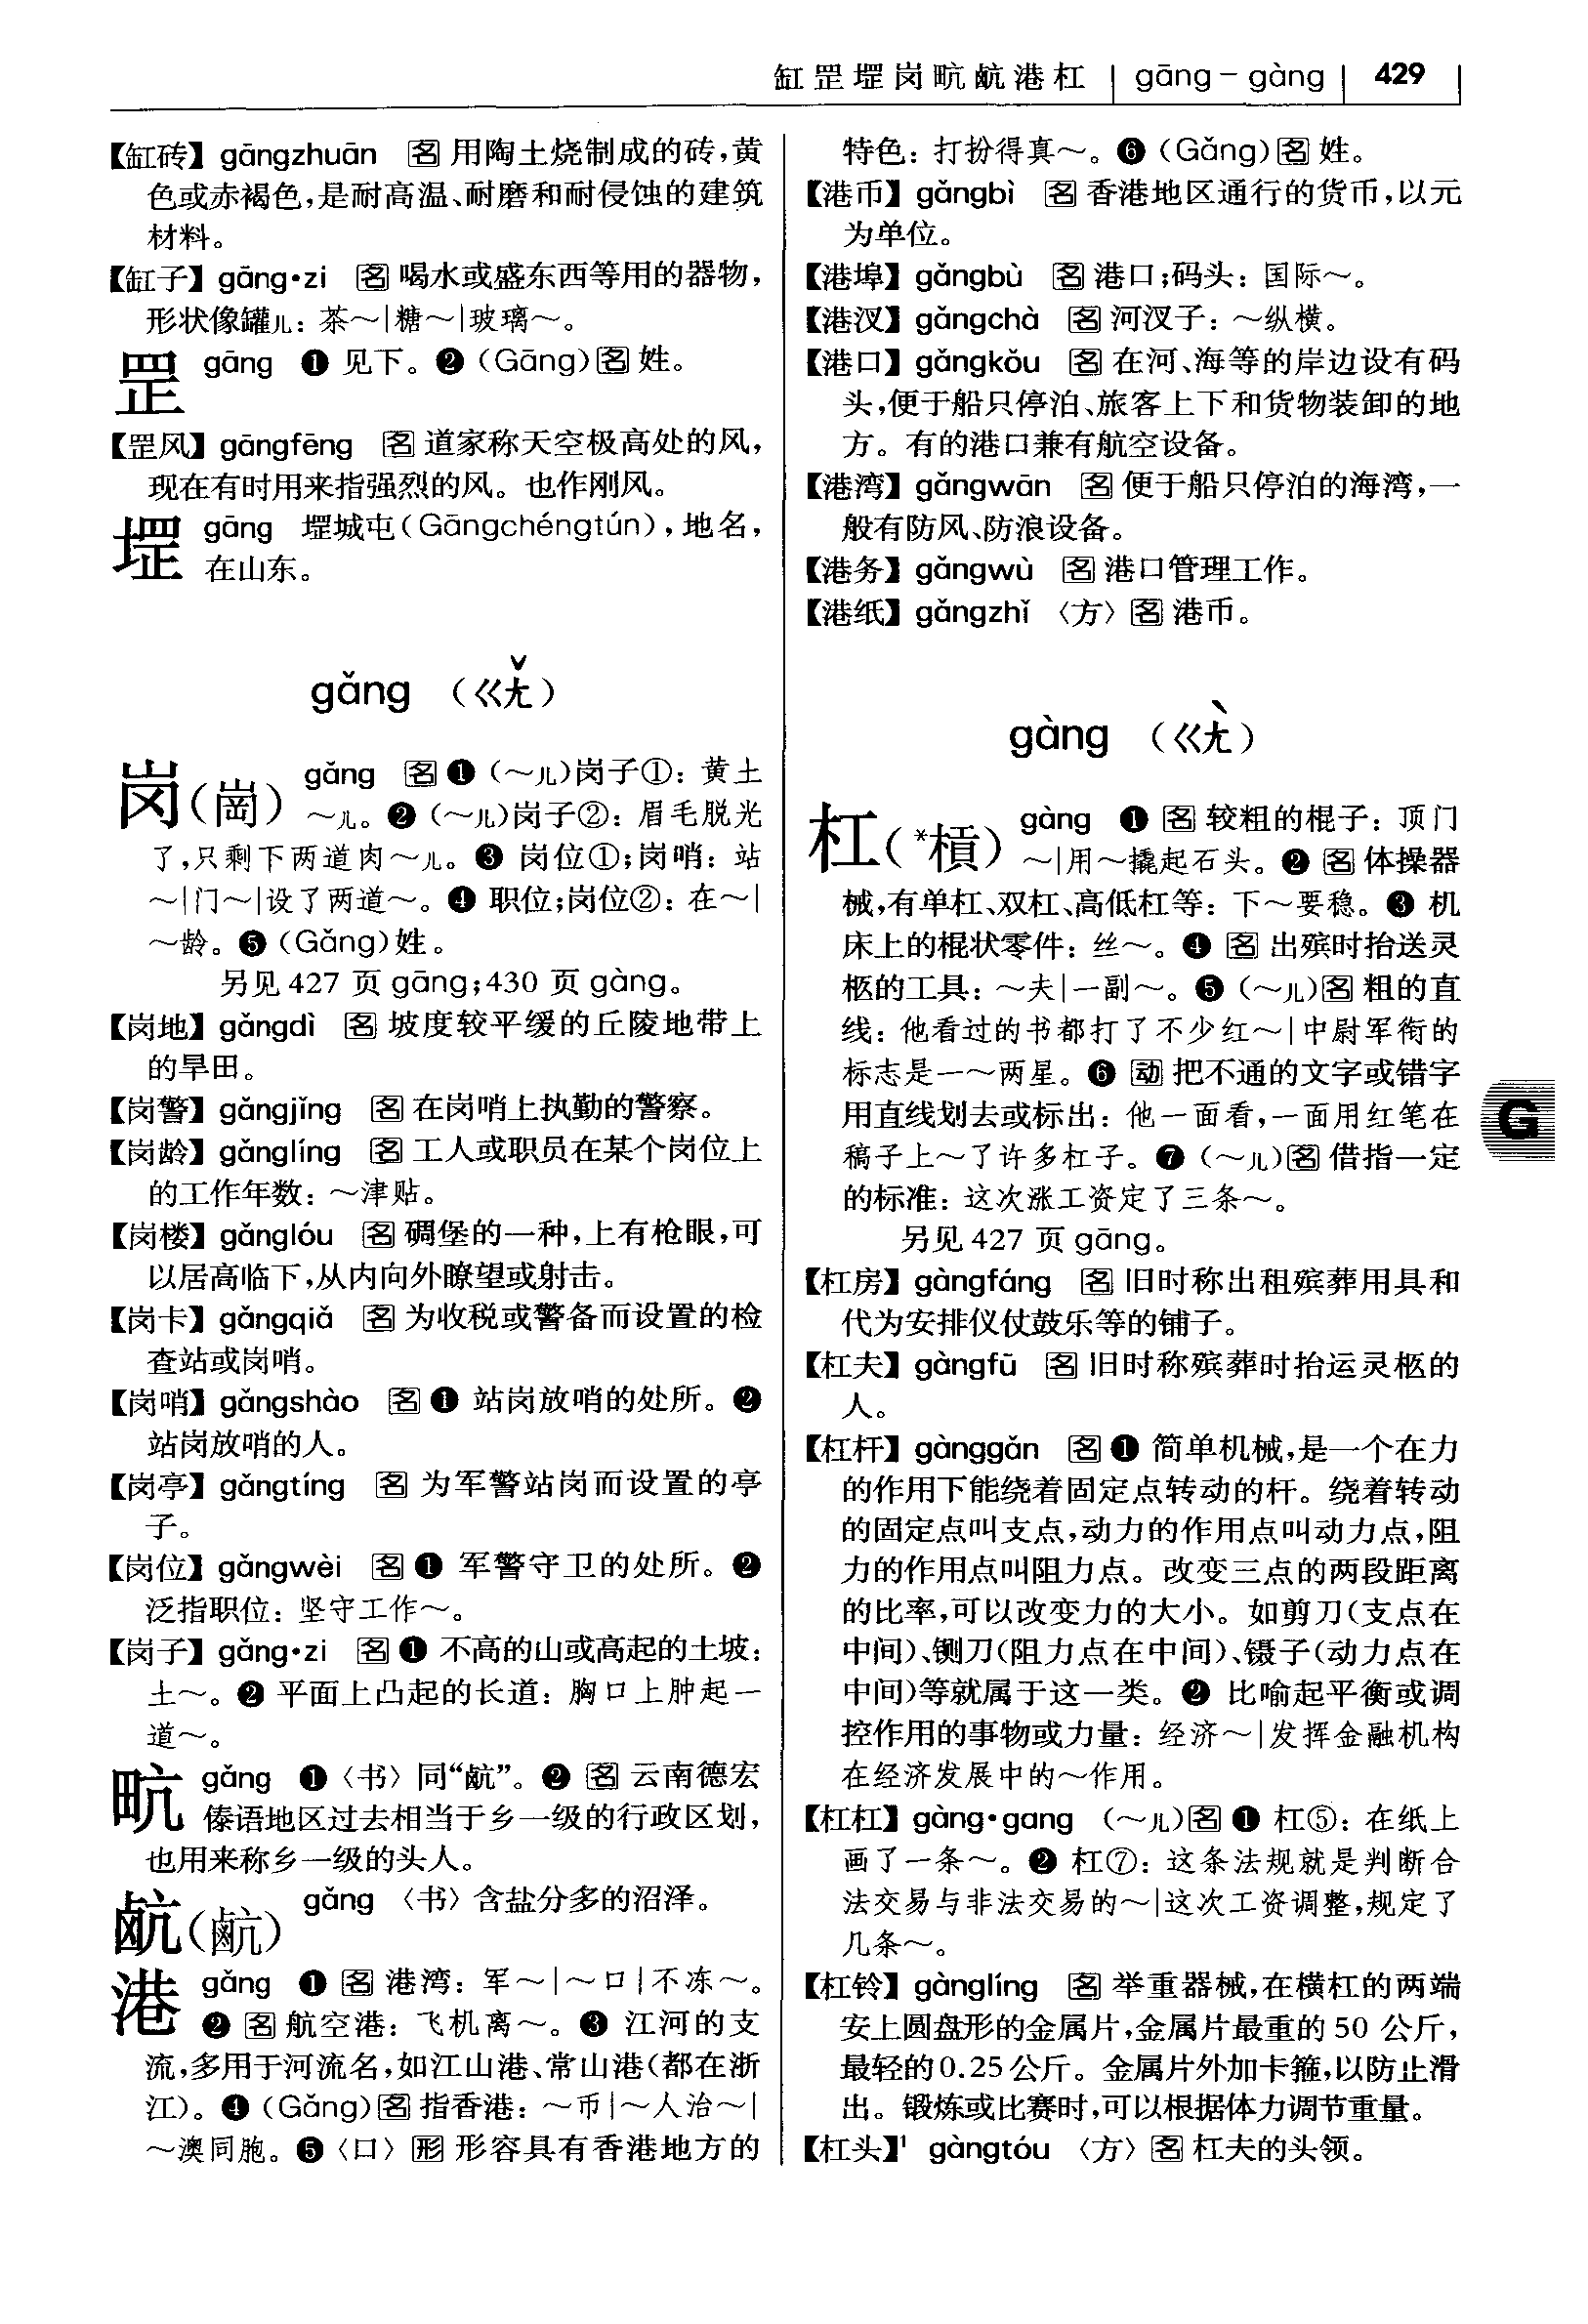 缸罡堽岗㽘𪉸港杠 | gāng – gàng | 429
【缸砖】 gāngzhuān 名 用陶土烧制成的砖，黄
色或赤褐色，是耐高温、耐磨和耐侵蚀的建筑
材料。
【缸子】 gāng·zi 名 喝水或盛东西等用的器物，
形状像罐儿：茶～|糖～|玻璃～。
罡 gāng ❶ 见下。❷（Gāng）名 姓。
【罡风】 gāngfēng 名 道家称天空极高处的风，
现在有时用来指强烈的风。也作刚风。
堽 gāng 堽城屯（Gāngchéngtún），地名，
在山东。
gǎng （ㄍㄤˇ）
岗（崗） gǎng 名 ❶（～儿）岗子①：黄土
～儿。❷（～儿）岗子②：眉毛脱光
了，只剩下两道肉～儿。❸ 岗位①；岗哨：站
～|门～|设了两道～。❹ 职位；岗位②：在～|
～龄。❺（Gǎng）姓。
另见 427 页 gāng；430 页 gàng。
【岗地】 gǎngdì 名 坡度较平缓的丘陵地带上
的旱田。
【岗警】 gǎngjǐng 名 在岗哨上执勤的警察。
【岗龄】 gǎnglíng 名 工人或职员在某个岗位上
的工作年数：～津贴。
【岗楼】 gǎnglóu 名 碉堡的一种，上有枪眼，可
以居高临下，从内向外瞭望或射击。
【岗卡】 gǎngqiǎ 名 为收税或警备而设置的检
查站或岗哨。
【岗哨】 gǎngshào 名 ❶ 站岗放哨的处所。❷
站岗放哨的人。
【岗亭】 gǎngtíng 名 为军警站岗而设置的亭
子。
【岗位】 gǎngwèi 名 ❶ 军警守卫的处所。❷
泛指职位：坚守工作～。
【岗子】 gǎng·zi 名 ❶ 不高的山或高起的土坡：
土～。❷ 平面上凸起的长道：胸口上肿起一
道～。
㽘 gǎng ❶〈书〉同“𪉸”。❷ 名 云南德宏
傣语地区过去相当于乡一级的行政区划，
也用来称乡一级的头人。
𪉸（𪉸） gǎng 〈书〉含盐分多的沼泽。
港 gǎng ❶ 名 港湾：军～|～口|不冻～。
❷ 名 航空港：飞机离～。❸ 江河的支
流，多用于河流名，如江山港、常山港（都在浙
江）。❹（Gǎng）名 指香港：～币|～人治～|
～澳同胞。❺〈口〉形 形容具有香港地方的
特色：打扮得真～。❻（Gǎng）名 姓。
【港币】 gǎngbì 名 香港地区通行的货币，以元
为单位。
【港埠】 gǎngbù 名 港口；码头：国际～。
【港汊】 gǎngchà 名 河汊子：～纵横。
【港口】 gǎngkǒu 名 在河、海等的岸边设有码
头，便于船只停泊、旅客上下和货物装卸的地
方。有的港口兼有航空设备。
【港湾】 gǎngwān 名 便于船只停泊的海湾，一
般有防风、防浪设备。
【港务】 gǎngwù 名 港口管理工作。
【港纸】 gǎngzhǐ 〈方〉名 港币。
gàng （ㄍㄤˋ）
杠（*槓） gàng ❶ 名 较粗的棍子：顶门
～|用～撬起石头。❷ 名 体操器
械，有单杠、双杠、高低杠等：下～要稳。❸ 机
床上的棍状零件：丝～。❹ 名 出殡时抬送灵
柩的工具：～夫|一副～。❺（～儿）名 粗的直
线：他看过的书都打了不少红～|中尉军衔的
标志是一～两星。❻ 动 把不通的文字或错字
用直线划去或标出：他一面看，一面用红笔在
稿子上～了许多杠子。❼（～儿）名 借指一定
的标准：这次涨工资定了三条～。
另见 427 页 gāng。
【杠房】 gàngfáng 名 旧时称出租殡葬用具和
代为安排仪仗鼓乐等的铺子。
【杠夫】 gàngfū 名 旧时称殡葬时抬运灵柩的
人。
【杠杆】 gànggǎn 名 ❶ 简单机械，是一个在力
的作用下能绕着固定点转动的杆。绕着转动
的固定点叫支点，动力的作用点叫动力点，阻
力的作用点叫阻力点。改变三点的两段距离
的比率，可以改变力的大小。如剪刀（支点在
中间）、铡刀（阻力点在中间）、镊子（动力点在
中间）等就属于这一类。❷ 比喻起平衡或调
控作用的事物或力量：经济～|发挥金融机构
在经济发展中的～作用。
【杠杠】 gàng·gang （～儿）名 ❶ 杠⑤：在纸上
画了一条～。❷ 杠⑦：这条法规就是判断合
法交易与非法交易的～|这次工资调整，规定了
几条～。
【杠铃】 gànglíng 名 举重器械，在横杠的两端
安上圆盘形的金属片，金属片最重的 50 公斤，
最轻的 0.25 公斤。金属片外加卡箍，以防止滑
出。锻炼或比赛时，可以根据体力调节重量。
【杠头】¹ gàngtóu 〈方〉名 杠夫的头领。
G